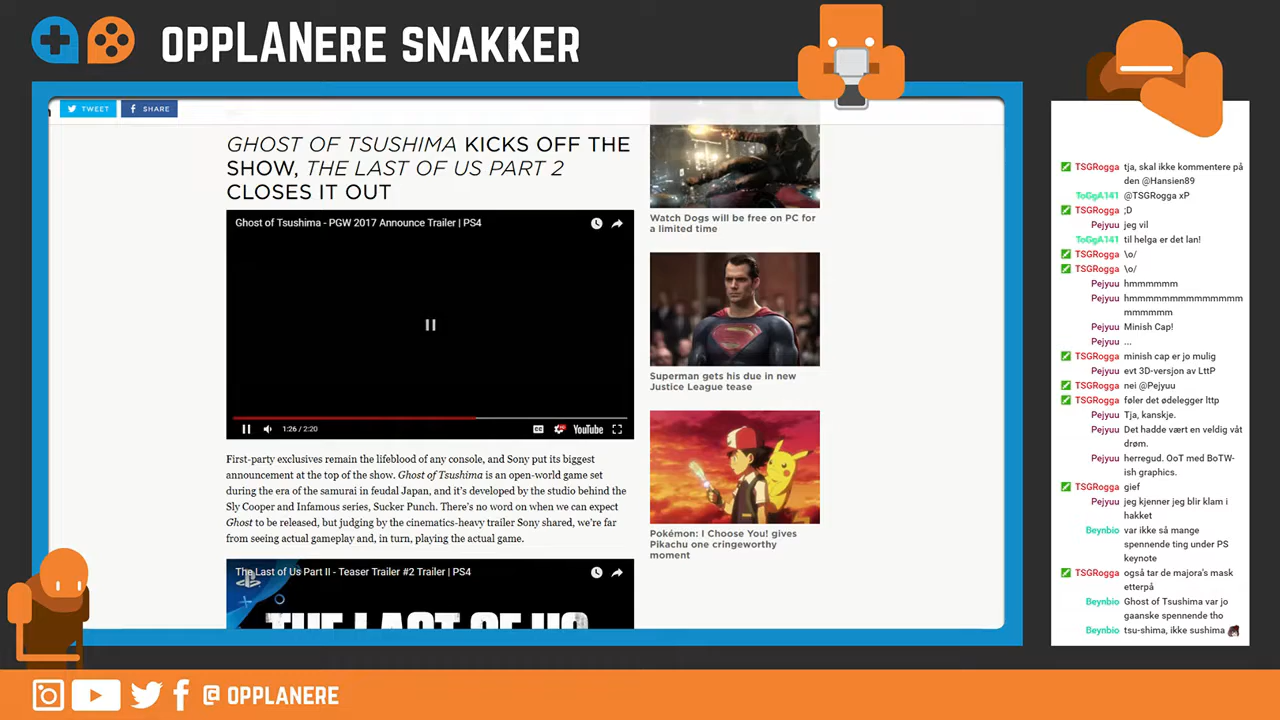 OPPLANERE SNAKKER
TWEET
SHARE
GHOST OF TSUSHIMA KICKS OFF THE
SHOW, THE LAST OF US PART 2
CLOSES IT OUT
Ghost of Tsushima - PGW 2017 Announce Trailer | PS4
1:26 / 2:20
CC
YouTube
First-party exclusives remain the lifeblood of any console, and Sony put its biggest
announcement at the top of the show. Ghost of Tsushima is an open-world game set
during the era of the samurai in feudal Japan, and it's developed by the studio behind the
Sly Cooper and Infamous series, Sucker Punch. There's no word on when we can expect
Ghost to be released, but judging by the cinematics-heavy trailer Sony shared, we're far
from seeing actual gameplay and, in turn, playing the actual game.
The Last of Us Part II - Teaser Trailer #2 Trailer | PS4
THE LAST OF US
Watch Dogs will be free on PC for
a limited time
Superman gets his due in new
Justice League tease
Pokémon: I Choose You! gives
Pikachu one cringeworthy
moment
TSGRogga tja, skal ikke kommentere på
den @Hansien89
ToGgA141 @TSGRogga xP
TSGRogga ;D
Pejyuu jeg vil
ToGgA141 til helga er det lan!
TSGRogga \o/
TSGRogga \o/
Pejyuu hmmmmmm
Pejyuu hmmmmmmmmmmmmmm
mmmmmm
Pejyuu Minish Cap!
Pejyuu ...
TSGRogga minish cap er jo mulig
Pejyuu evt 3D-versjon av LttP
TSGRogga nei @Pejyuu
TSGRogga føler det ødelegger lttp
Pejyuu Tja, kanskje.
Pejyuu Det hadde vært en veldig våt
drøm.
Pejyuu herregud. OoT med BoTW-
ish graphics.
TSGRogga gief
Pejyuu jeg kjenner jeg blir klam i
hakket
Beynbio var ikke så mange
spennende ting under PS
keynote
TSGRogga også tar de majora's mask
etterpå
Beynbio Ghost of Tsushima var jo
gaanske spennende tho
Beynbio tsu-shima, ikke sushima
@ OPPLANERE